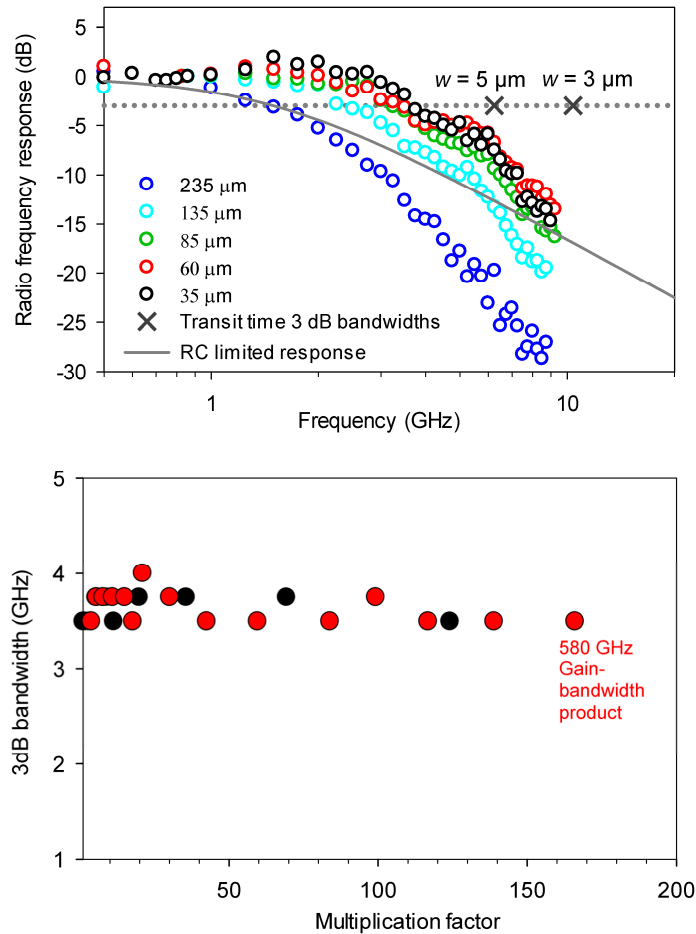 5
0
-5
-10
-15
-20
-25
-30
Radio frequency response (dB)
w = 5 μm w = 3 μm
235 μm
135 μm
85 μm
60 μm
35 μm
Transit time 3 dB bandwidths
RC limited response
1 10
Frequency (GHz)
5
4
3
2
1
3dB bandwidth (GHz)
580 GHz
Gain-
bandwidth
product
50 100 150 200
Multiplication factor